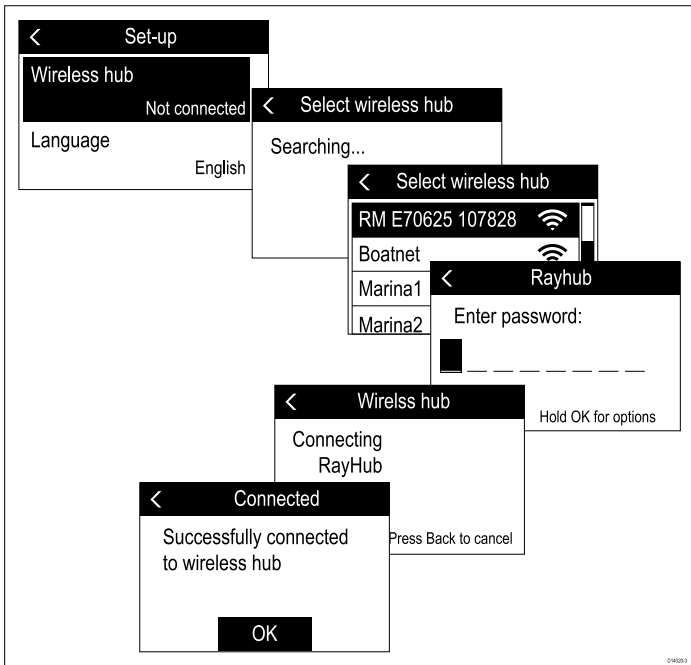 Set-up
Wireless hub
Not connected
Language
English
Select wireless hub
Searching...
Select wireless hub
RM E70625 107828
Boatnet
Marina1
Marina2
Rayhub
Enter password:
Hold OK for options
Wirelss hub
Connecting
RayHub
Press Back to cancel
Connected
Successfully connected
to wireless hub
OK
D14020-3